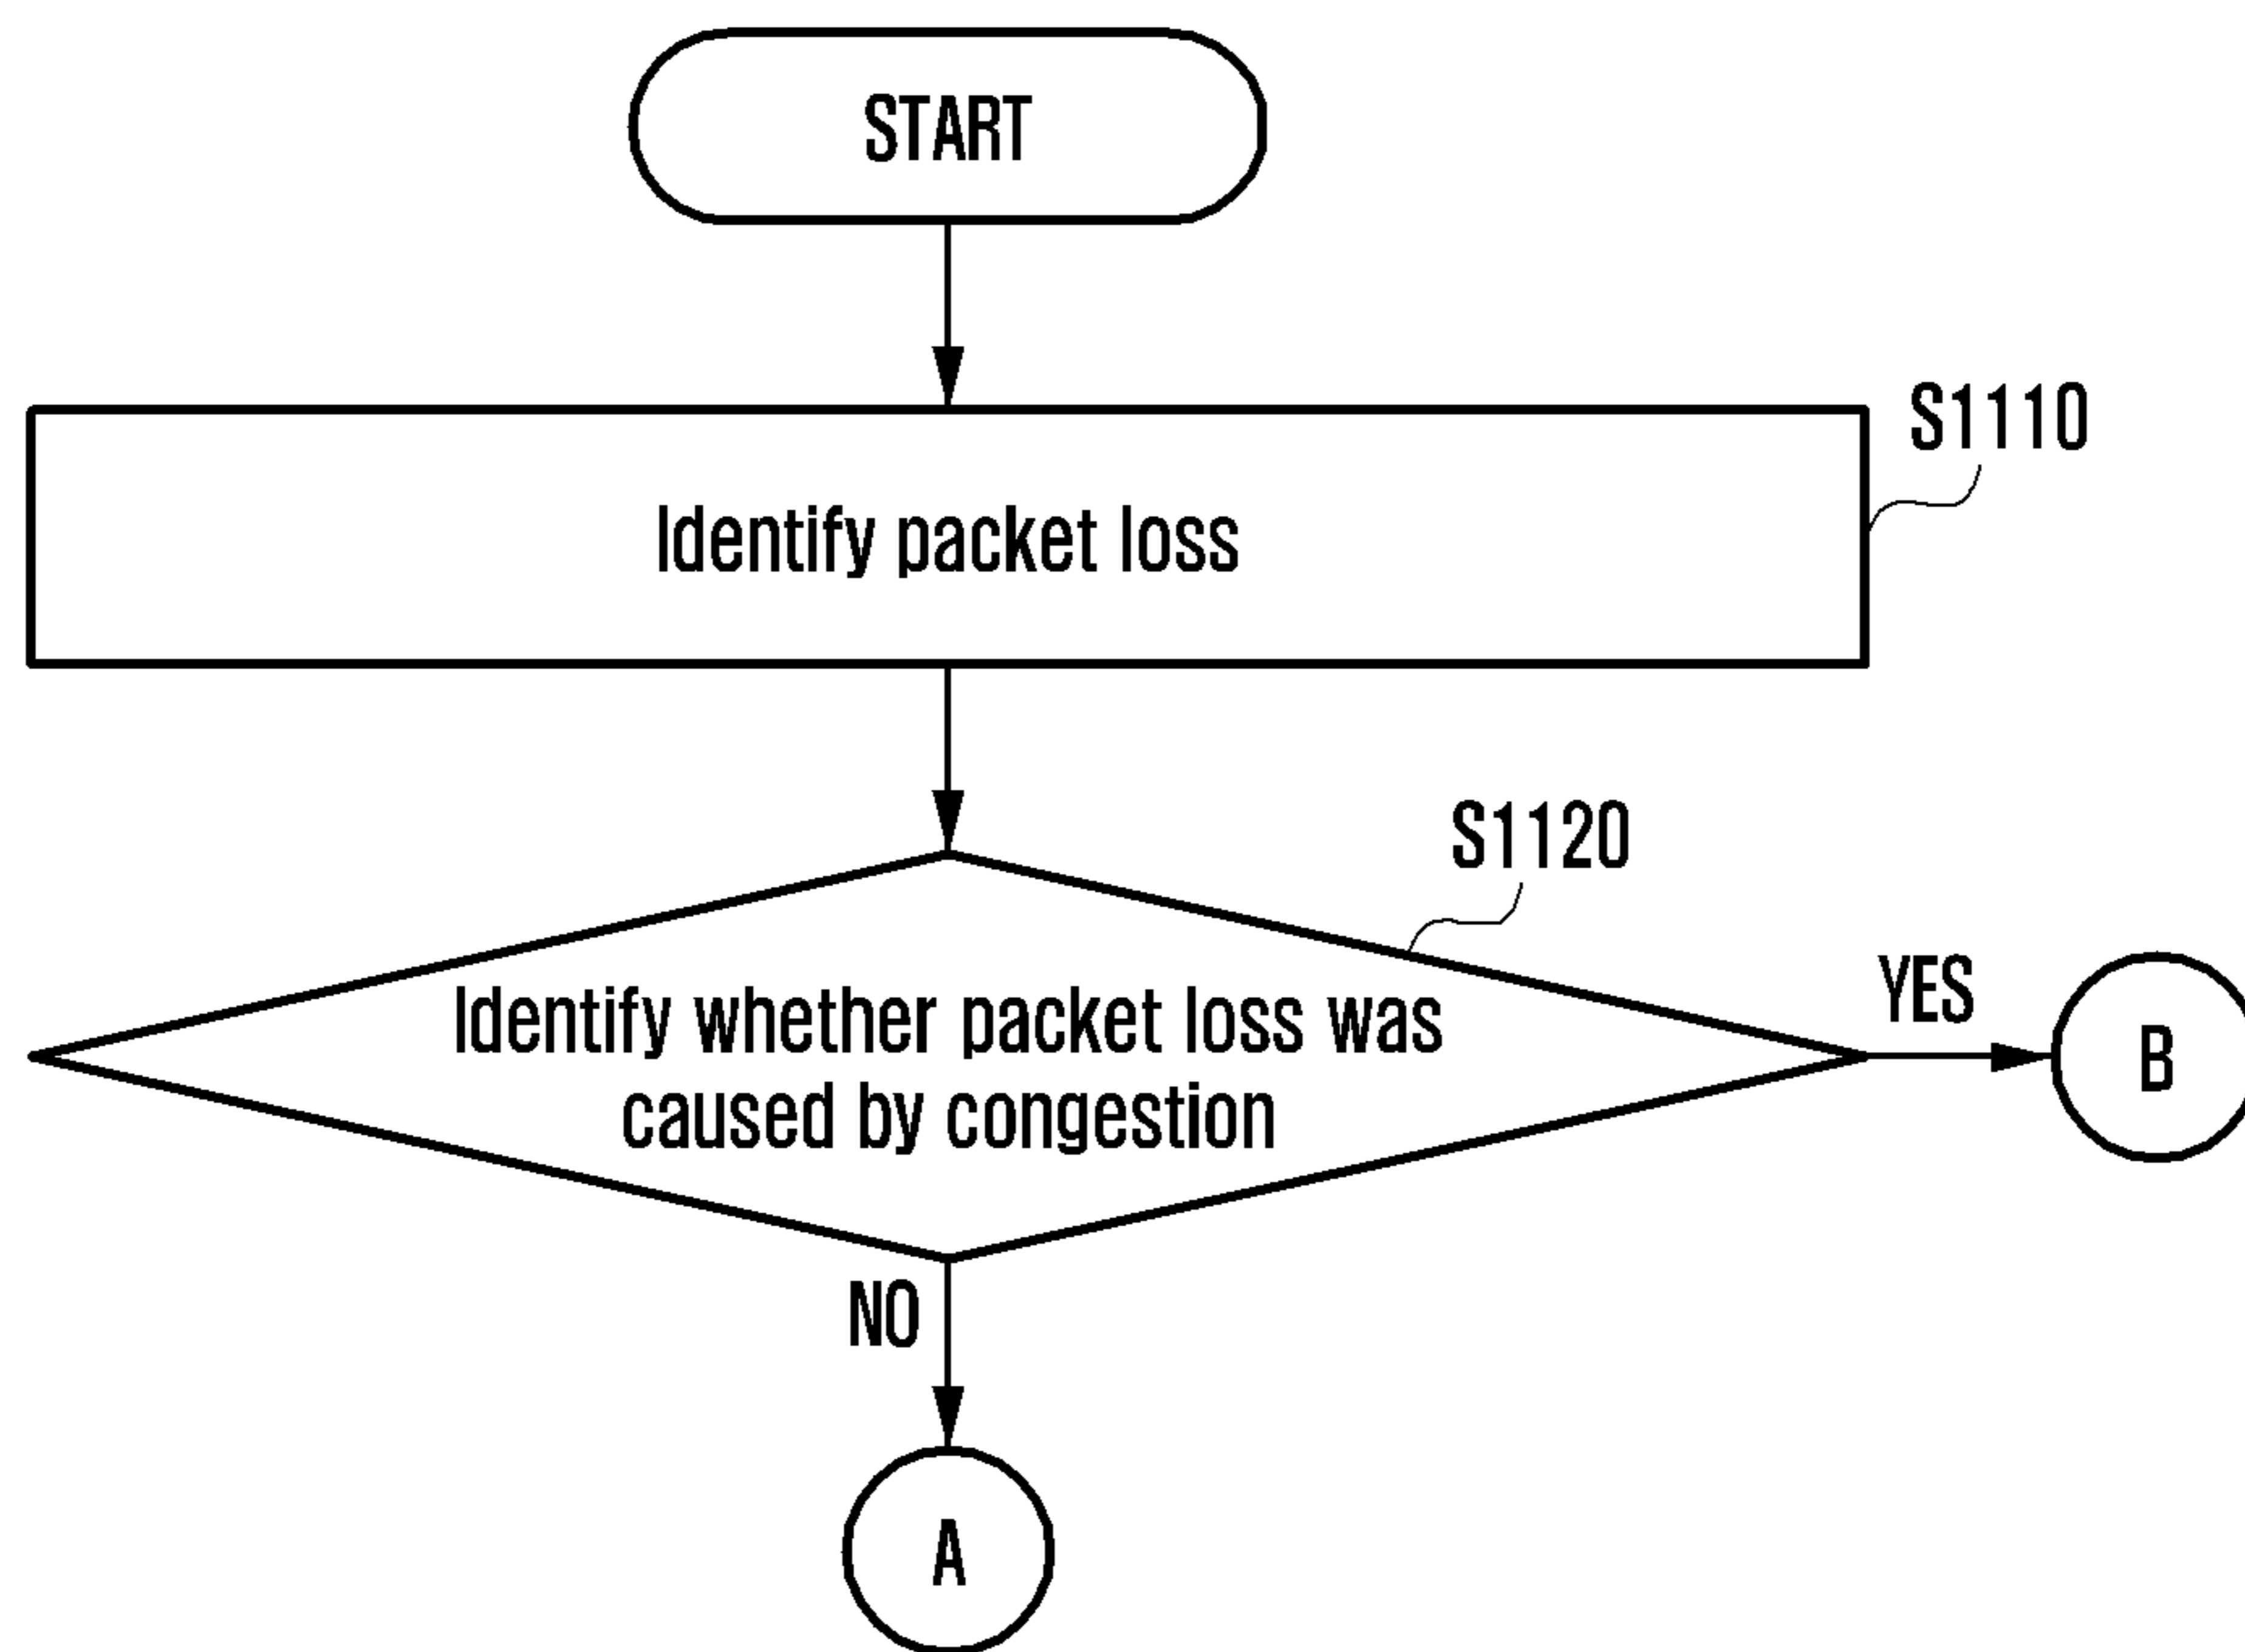 START
S1110
Identify packet loss
S1120
Identify whether packet loss was
caused by congestion
YES
B
NO
A